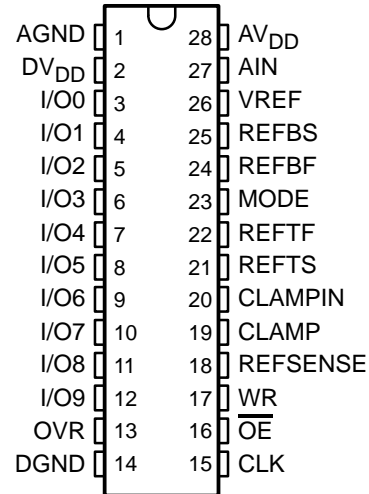 AGND 1 28 AVDD
DVDD 2 27 AIN
I/O0 3 26 VREF
I/O1 4 25 REFBS
I/O2 5 24 REFBF
I/O3 6 23 MODE
I/O4 7 22 REFTF
I/O5 8 21 REFTS
I/O6 9 20 CLAMPIN
I/O7 10 19 CLAMP
I/O8 11 18 REFSENSE
I/O9 12 17 WR
OVR 13 16 O̅E̅
DGND 14 15 CLK